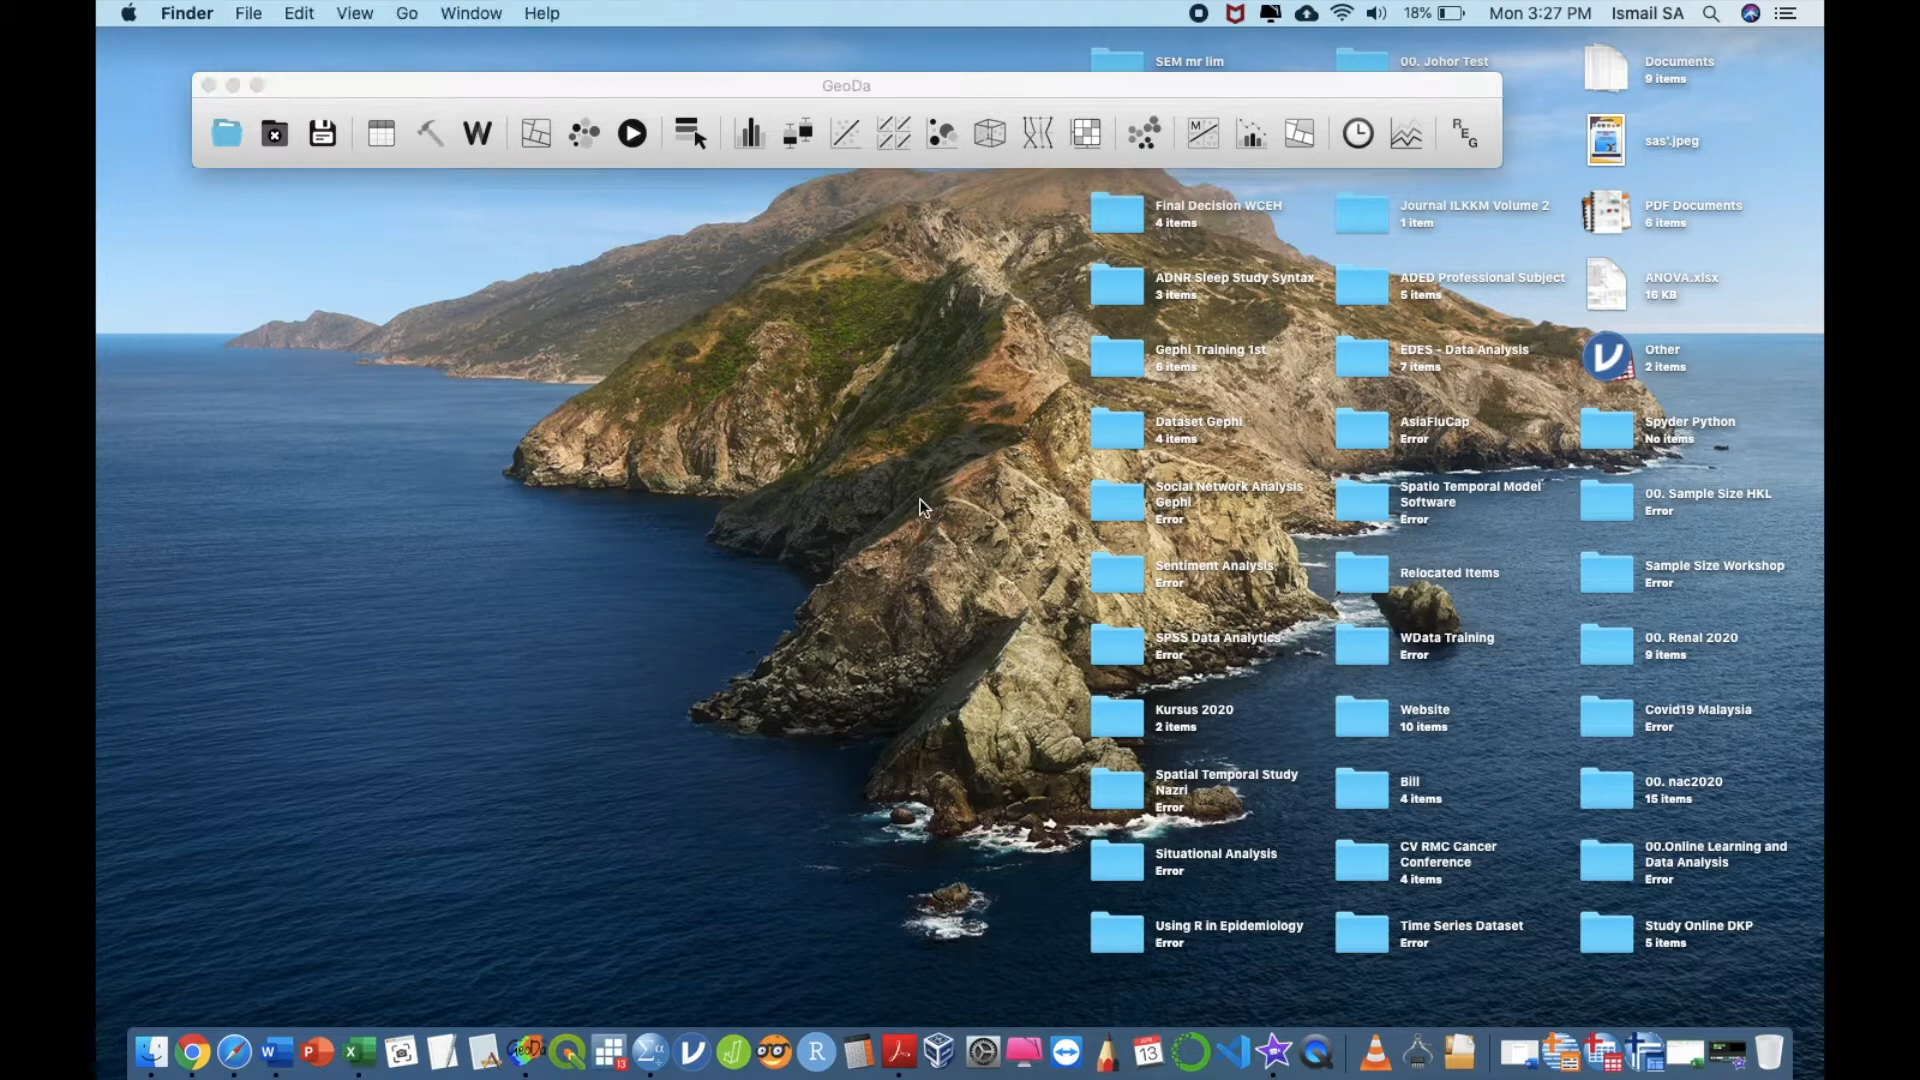 Finder File Edit View Go Window Help
18% Mon 3:27 PM Ismail SA
SEM mr lim
00. Johor Test
Documents
9 items
GeoDa
W
M
REG
sas'.jpeg
Final Decision WCEH
4 items
Journal ILKKM Volume 2
1 item
PDF Documents
6 items
ADNR Sleep Study Syntax
3 items
ADED Professional Subject
5 items
ANOVA.xlsx
16 KB
Gephi Training 1st
6 items
EDES - Data Analysis
7 items
Other
2 items
Dataset Gephi
4 items
AsiaFluCap
Error
Spyder Python
No items
Social Network Analysis
Gephi
Error
Spatio Temporal Model
Software
Error
00. Sample Size HKL
Error
Sentiment Analysis
Error
Relocated Items
Sample Size Workshop
Error
SPSS Data Analytics
Error
WData Training
Error
00. Renal 2020
9 items
Kursus 2020
2 items
Website
10 items
Covid19 Malaysia
Error
Spatial Temporal Study
Nazri
Error
Bill
4 items
00. nac2020
15 items
Situational Analysis
Error
CV RMC Cancer
Conference
4 items
00.Online Learning and
Data Analysis
Error
Using R in Epidemiology
Error
Time Series Dataset
Error
Study Online DKP
5 items
W P X GeoDa 13 Σα R 13